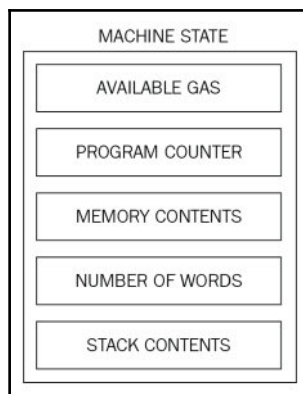 MACHINE STATE
AVAILABLE GAS
PROGRAM COUNTER
MEMORY CONTENTS
NUMBER OF WORDS
STACK CONTENTS